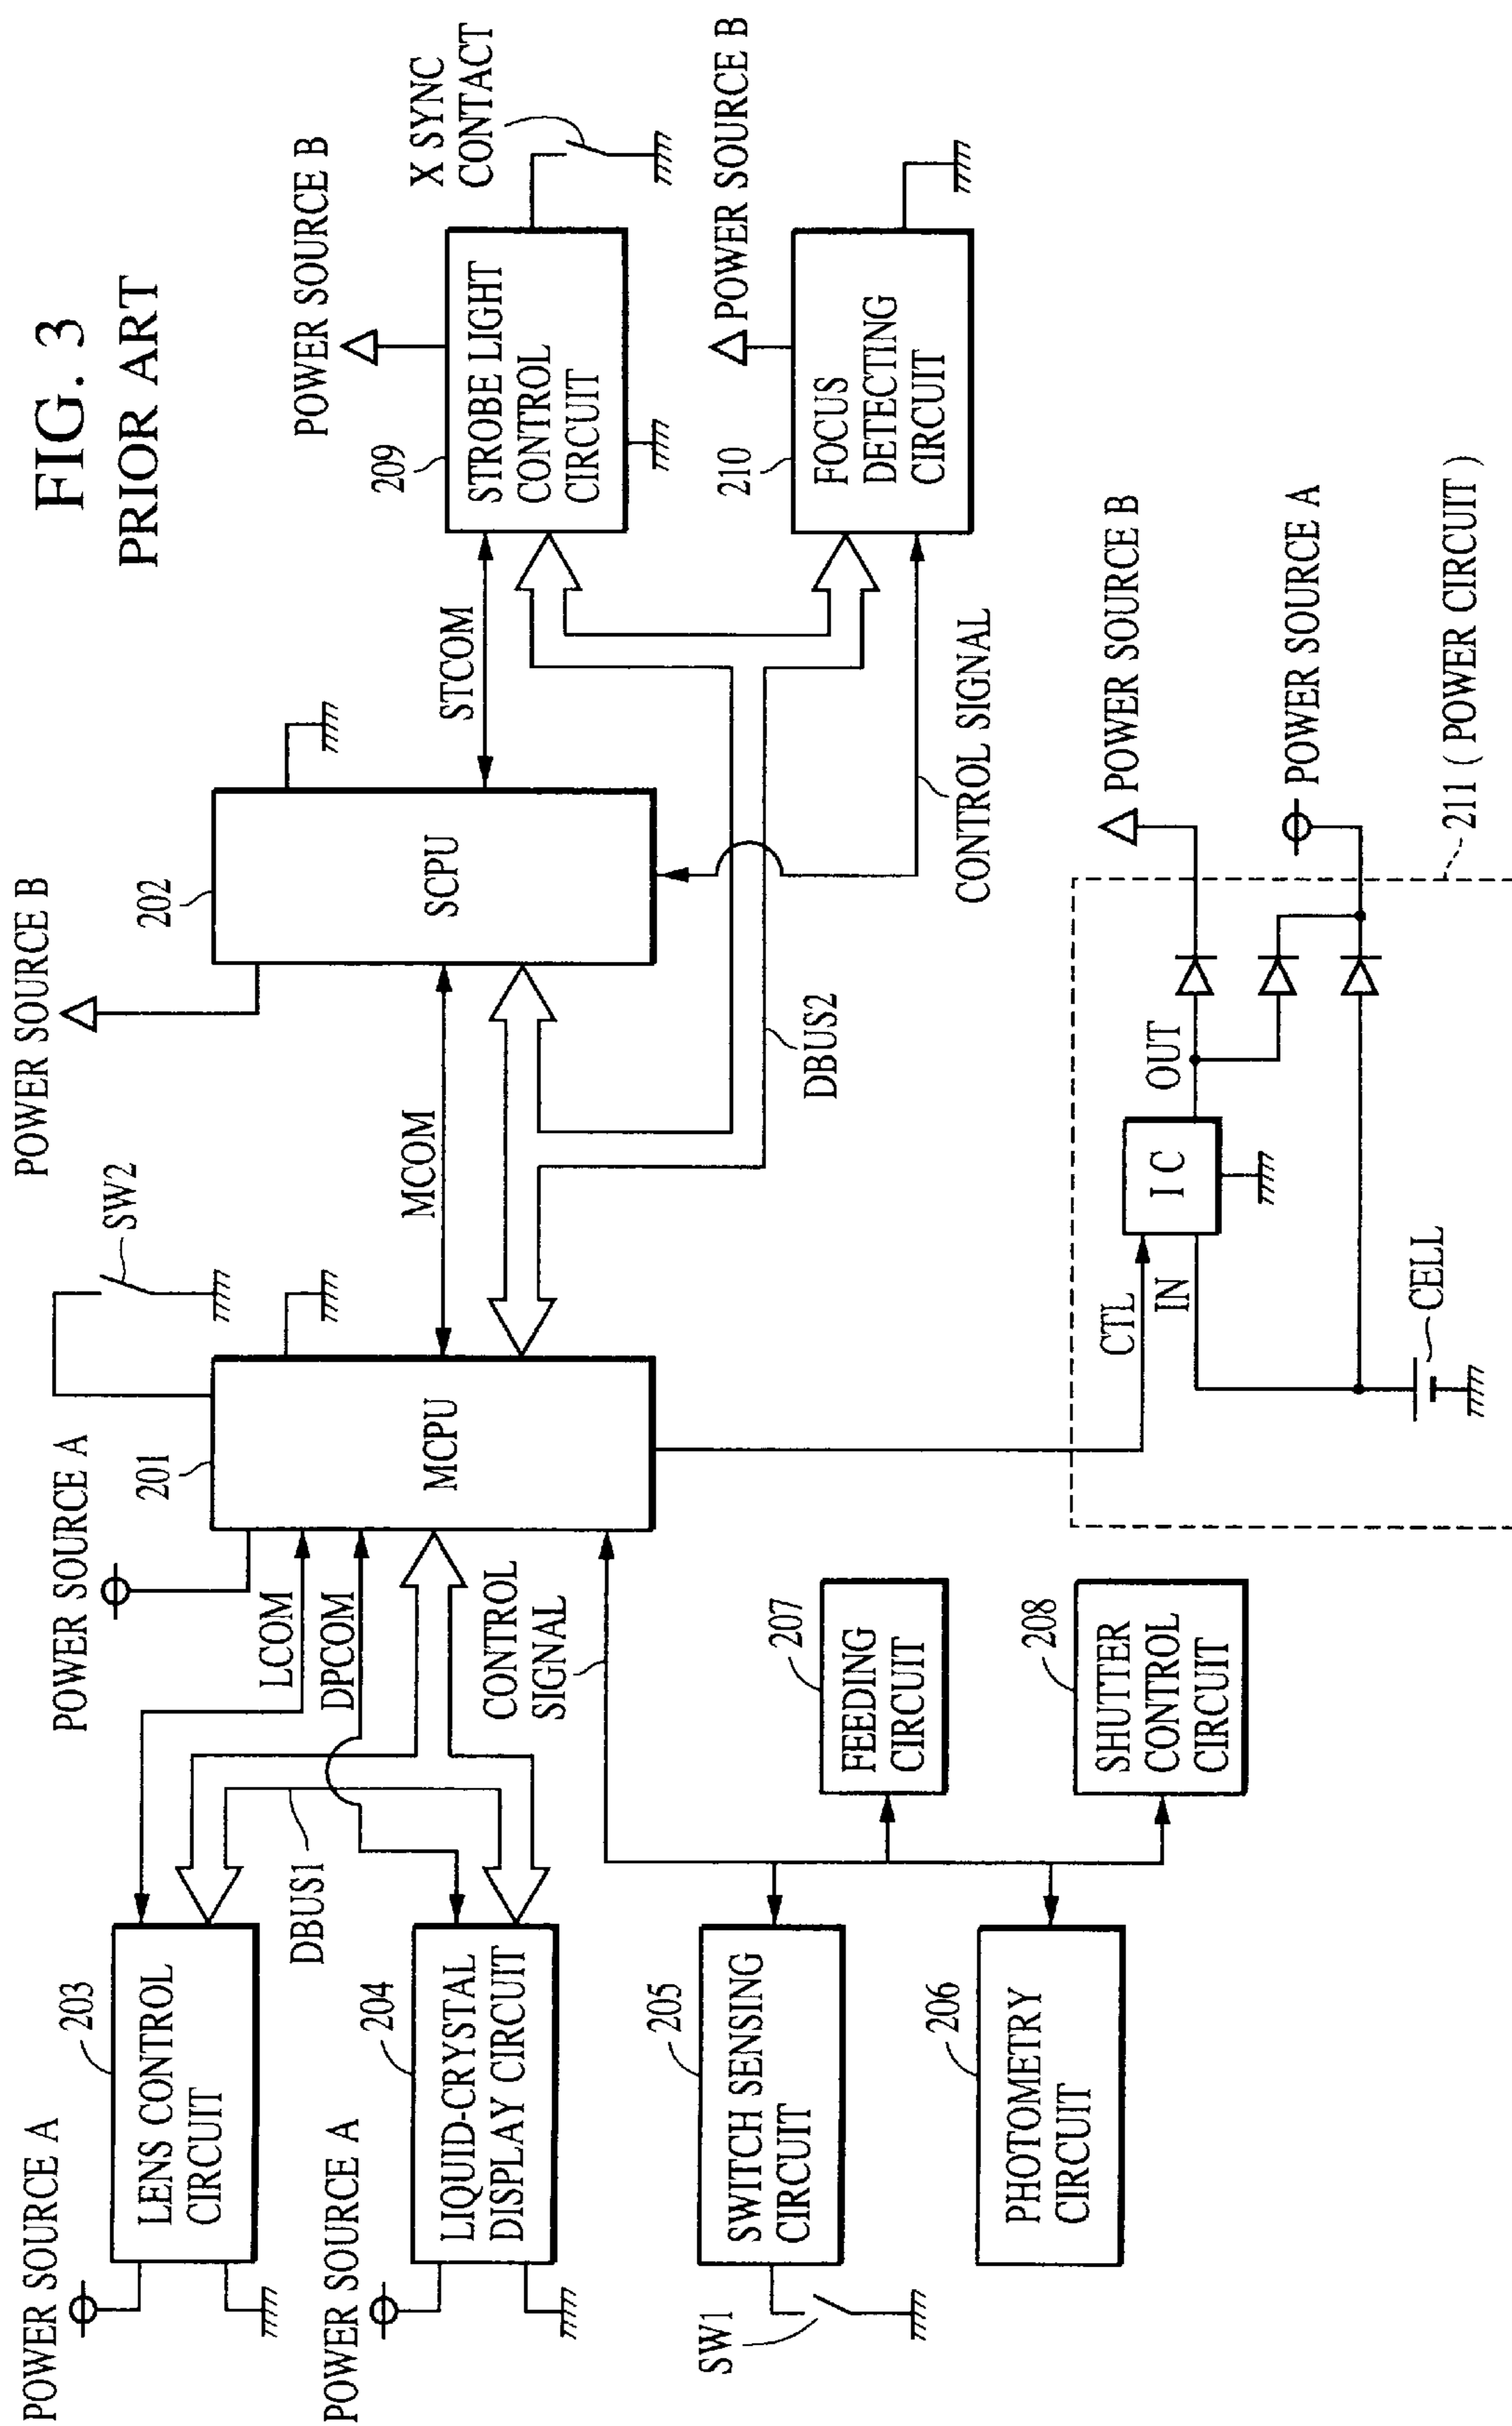 FIG. 3
PRIOR ART
POWER SOURCE A
203
LENS CONTROL
CIRCUIT
POWER SOURCE A
204
LIQUID-CRYSTAL
DISPLAY CIRCUIT
DBUS1
LCOM
DPCOM
CONTROL
SIGNAL
SW1
205
SWITCH SENSING
CIRCUIT
206
PHOTOMETRY
CIRCUIT
207
FEEDING
CIRCUIT
208
SHUTTER
CONTROL
CIRCUIT
POWER SOURCE A
201
MCPU
SW2
MCOM
POWER SOURCE B
202
SCPU
DBUS2
STCOM
CONTROL SIGNAL
POWER SOURCE B
209
STROBE LIGHT
CONTROL
CIRCUIT
X SYNC
CONTACT
POWER SOURCE B
210
FOCUS
DETECTING
CIRCUIT
CTL
IN
I C
OUT
CELL
POWER SOURCE B
POWER SOURCE A
211 ( POWER CIRCUIT )